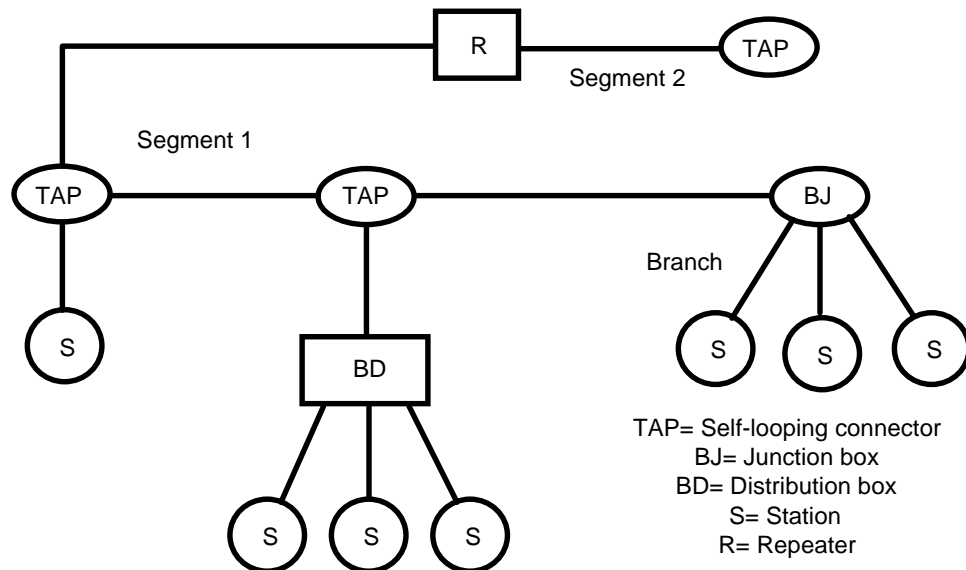 R
TAP
Segment 2
Segment 1
TAP
TAP
BJ
Branch
S
S
S
S
BD
TAP= Self-looping connector
BJ= Junction box
BD= Distribution box
S= Station
R= Repeater
S
S
S